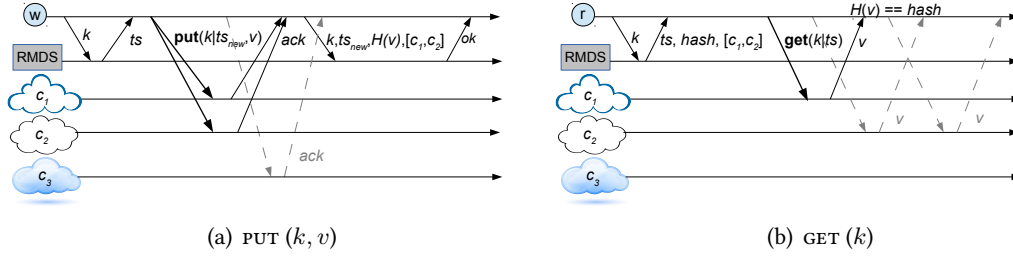 w
k
ts
put(k|ts_new, v)
ack
k, ts_new, H(v), [c_1, c_2]
ok
RMDS
c_1
c_2
ack
c_3
(a) PUT (k, v)
H(v) == hash
r
k
ts, hash, [c_1, c_2]
get(k|ts)
v
RMDS
c_1
c_2
v
v
c_3
(b) GET (k)